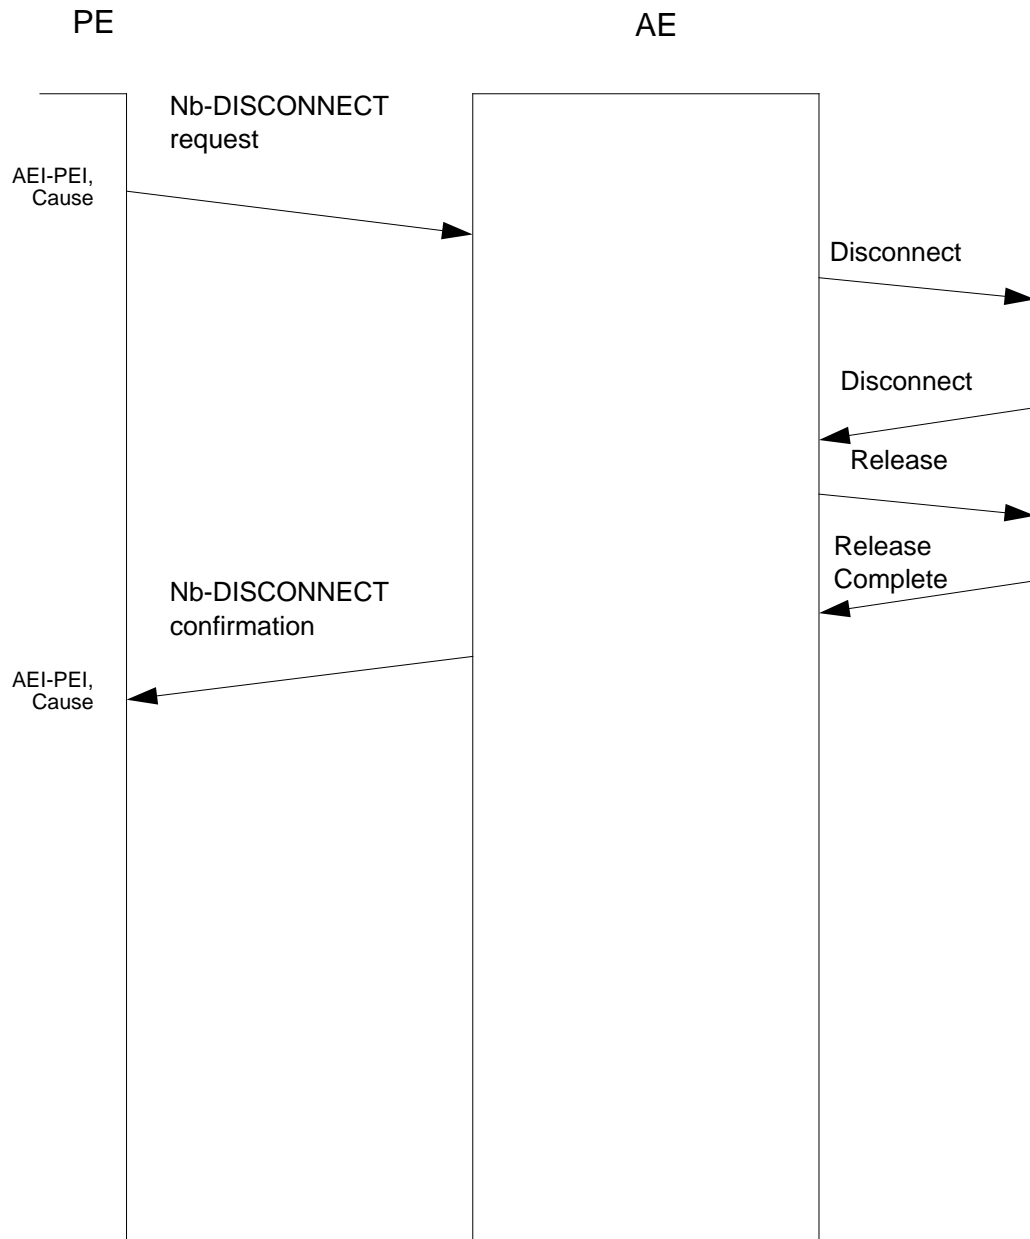 PE
AE
Nb-DISCONNECT
request
AEI-PEI,
Cause
Disconnect
Disconnect
Release
Release
Complete
Nb-DISCONNECT
confirmation
AEI-PEI,
Cause